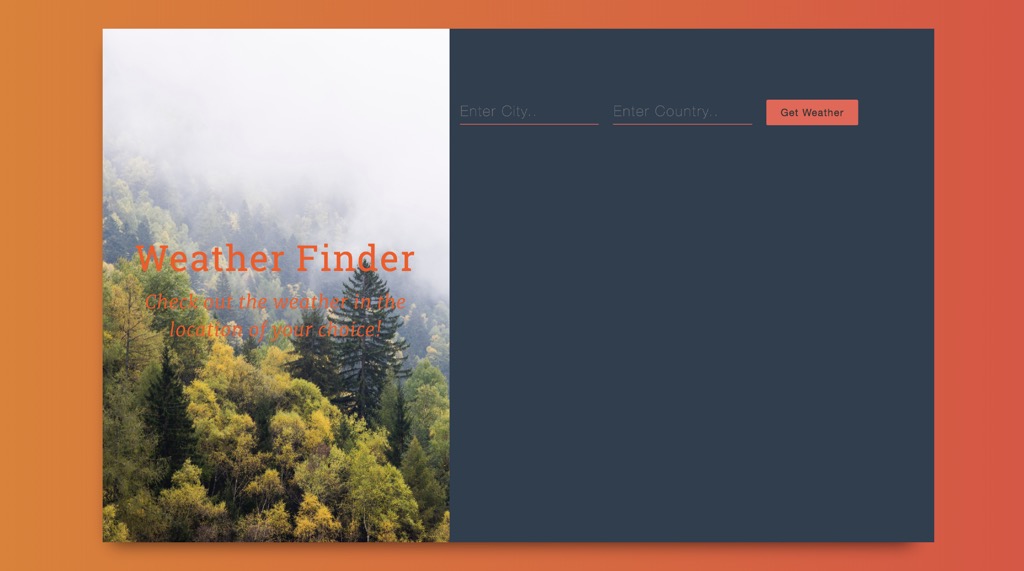 Weather Finder
Check out the weather in the
location of your choice!
Enter City..
Enter Country..
Get Weather